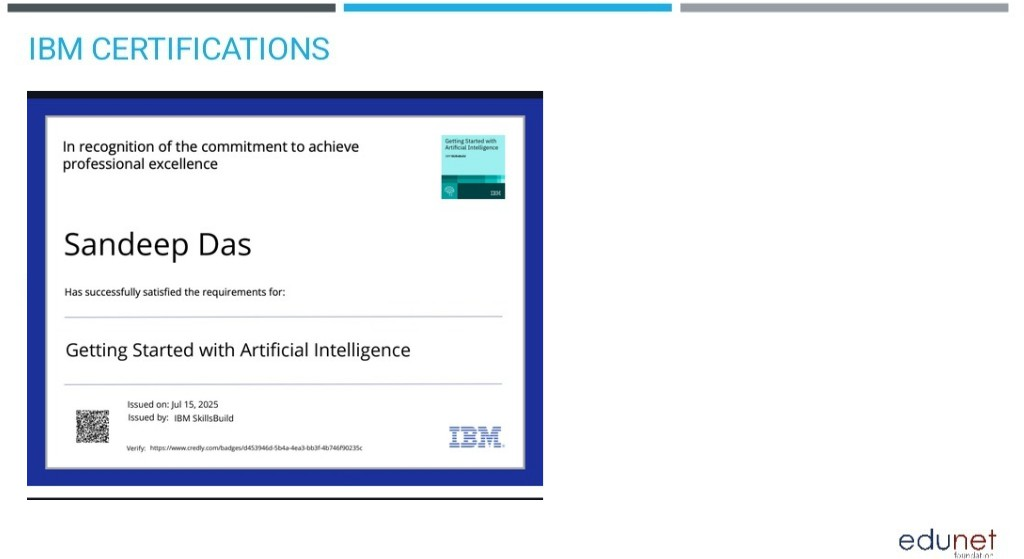 IBM CERTIFICATIONS
In recognition of the commitment to achieve
professional excellence
Getting Started with
Artificial Intelligence
IBM
Sandeep Das
Has successfully satisfied the requirements for:
Getting Started with Artificial Intelligence
Issued on: Jul 15, 2025
Issued by: IBM SkillsBuild
Verify: https://www.credly.com/badges/d453946d-5b4a-4ea3-bb3f-4b746f90235c
IBM
edunet
foundation